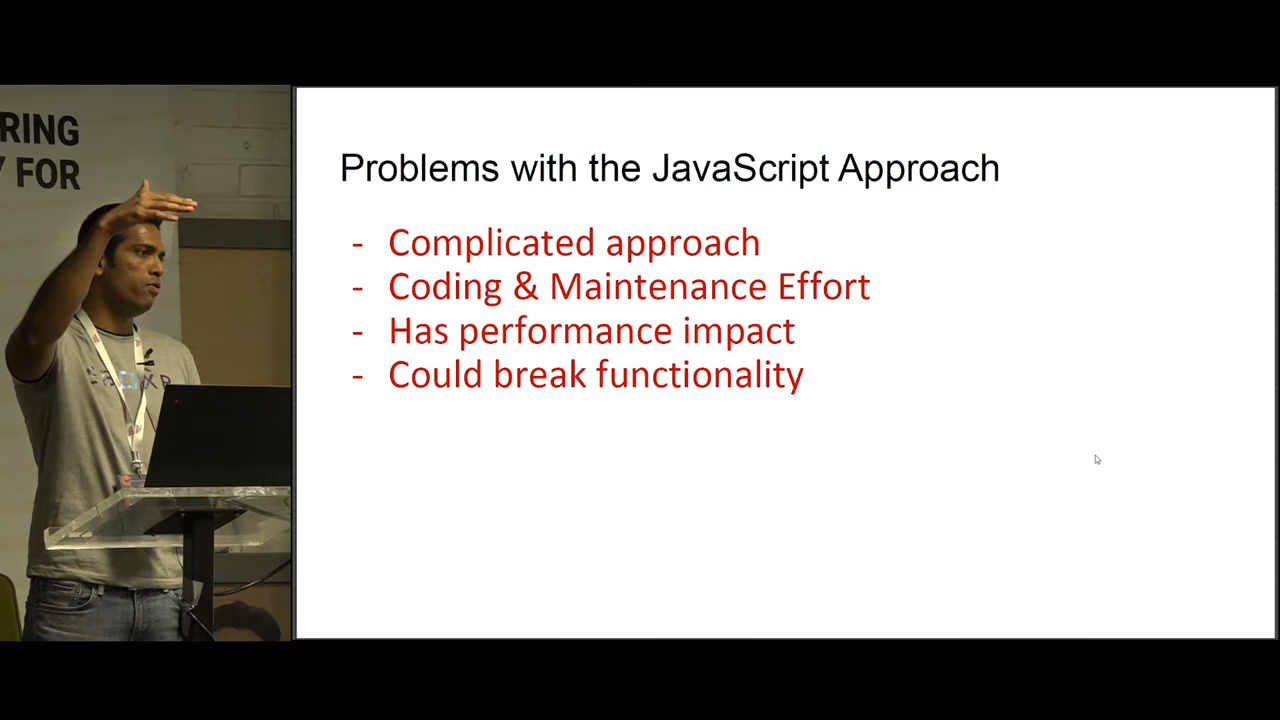 RING
Y FOR
Problems with the JavaScript Approach
- Complicated approach
- Coding & Maintenance Effort
- Has performance impact
- Could break functionality